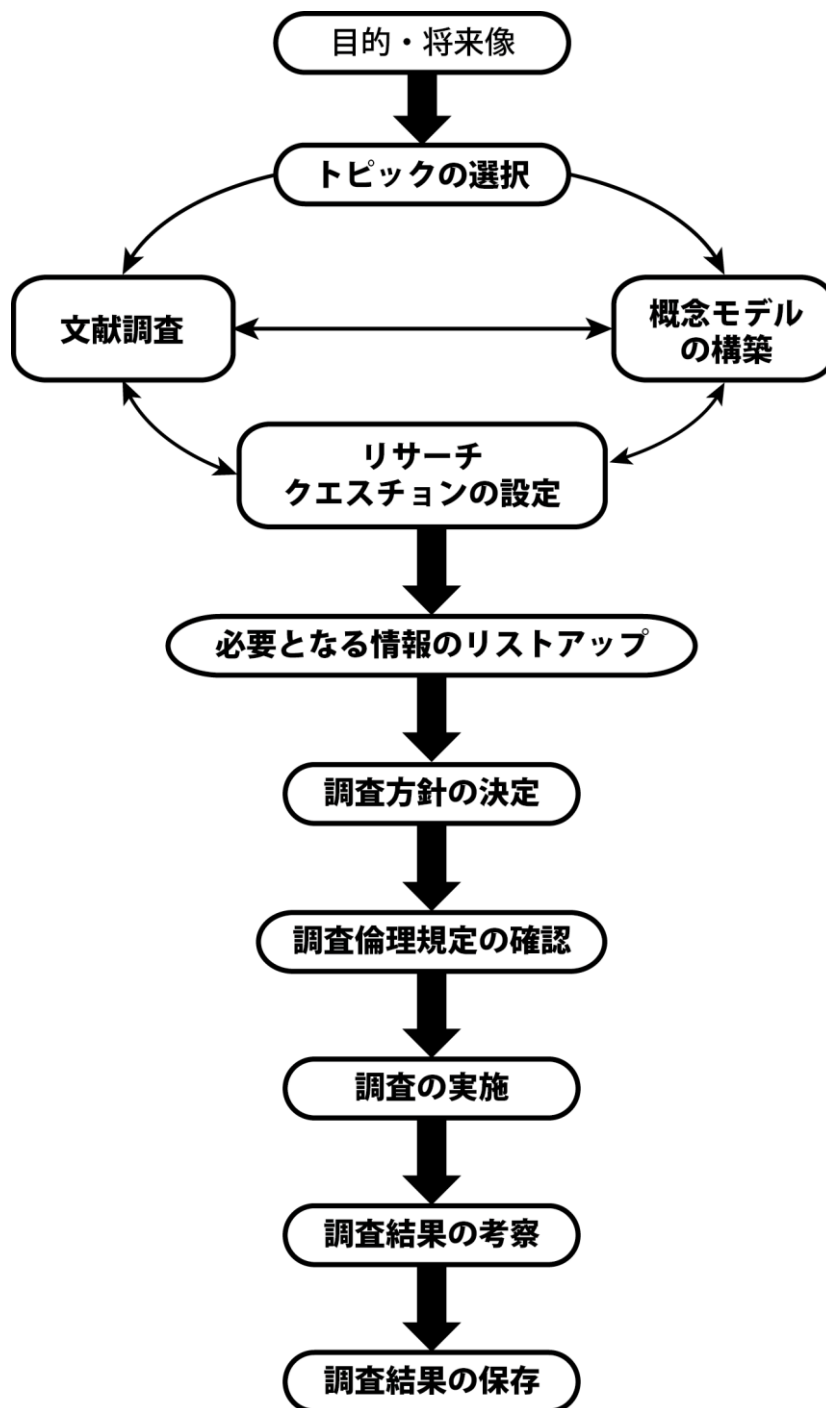 目的・将来像
トピックの選択
文献調査
概念モデル
の構築
リサーチ
クエスチョンの設定
必要となる情報のリストアップ
調査方針の決定
調査倫理規定の確認
調査の実施
調査結果の考察
調査結果の保存